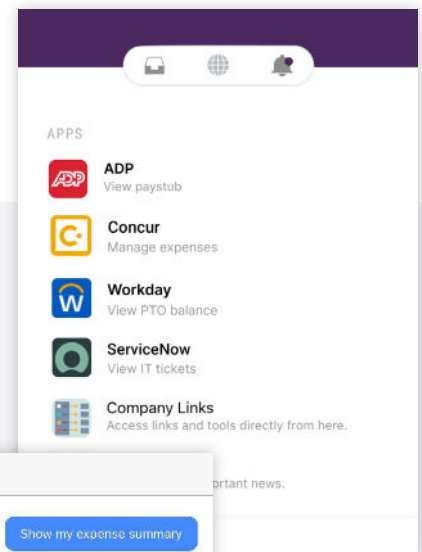 APPS
ADP
ADP
View paystub
C
Concur
Manage expenses
W
Workday
View PTO balance
ServiceNow
View IT tickets
Company Links
Access links and tools directly from here.
news.
Show my expense summary